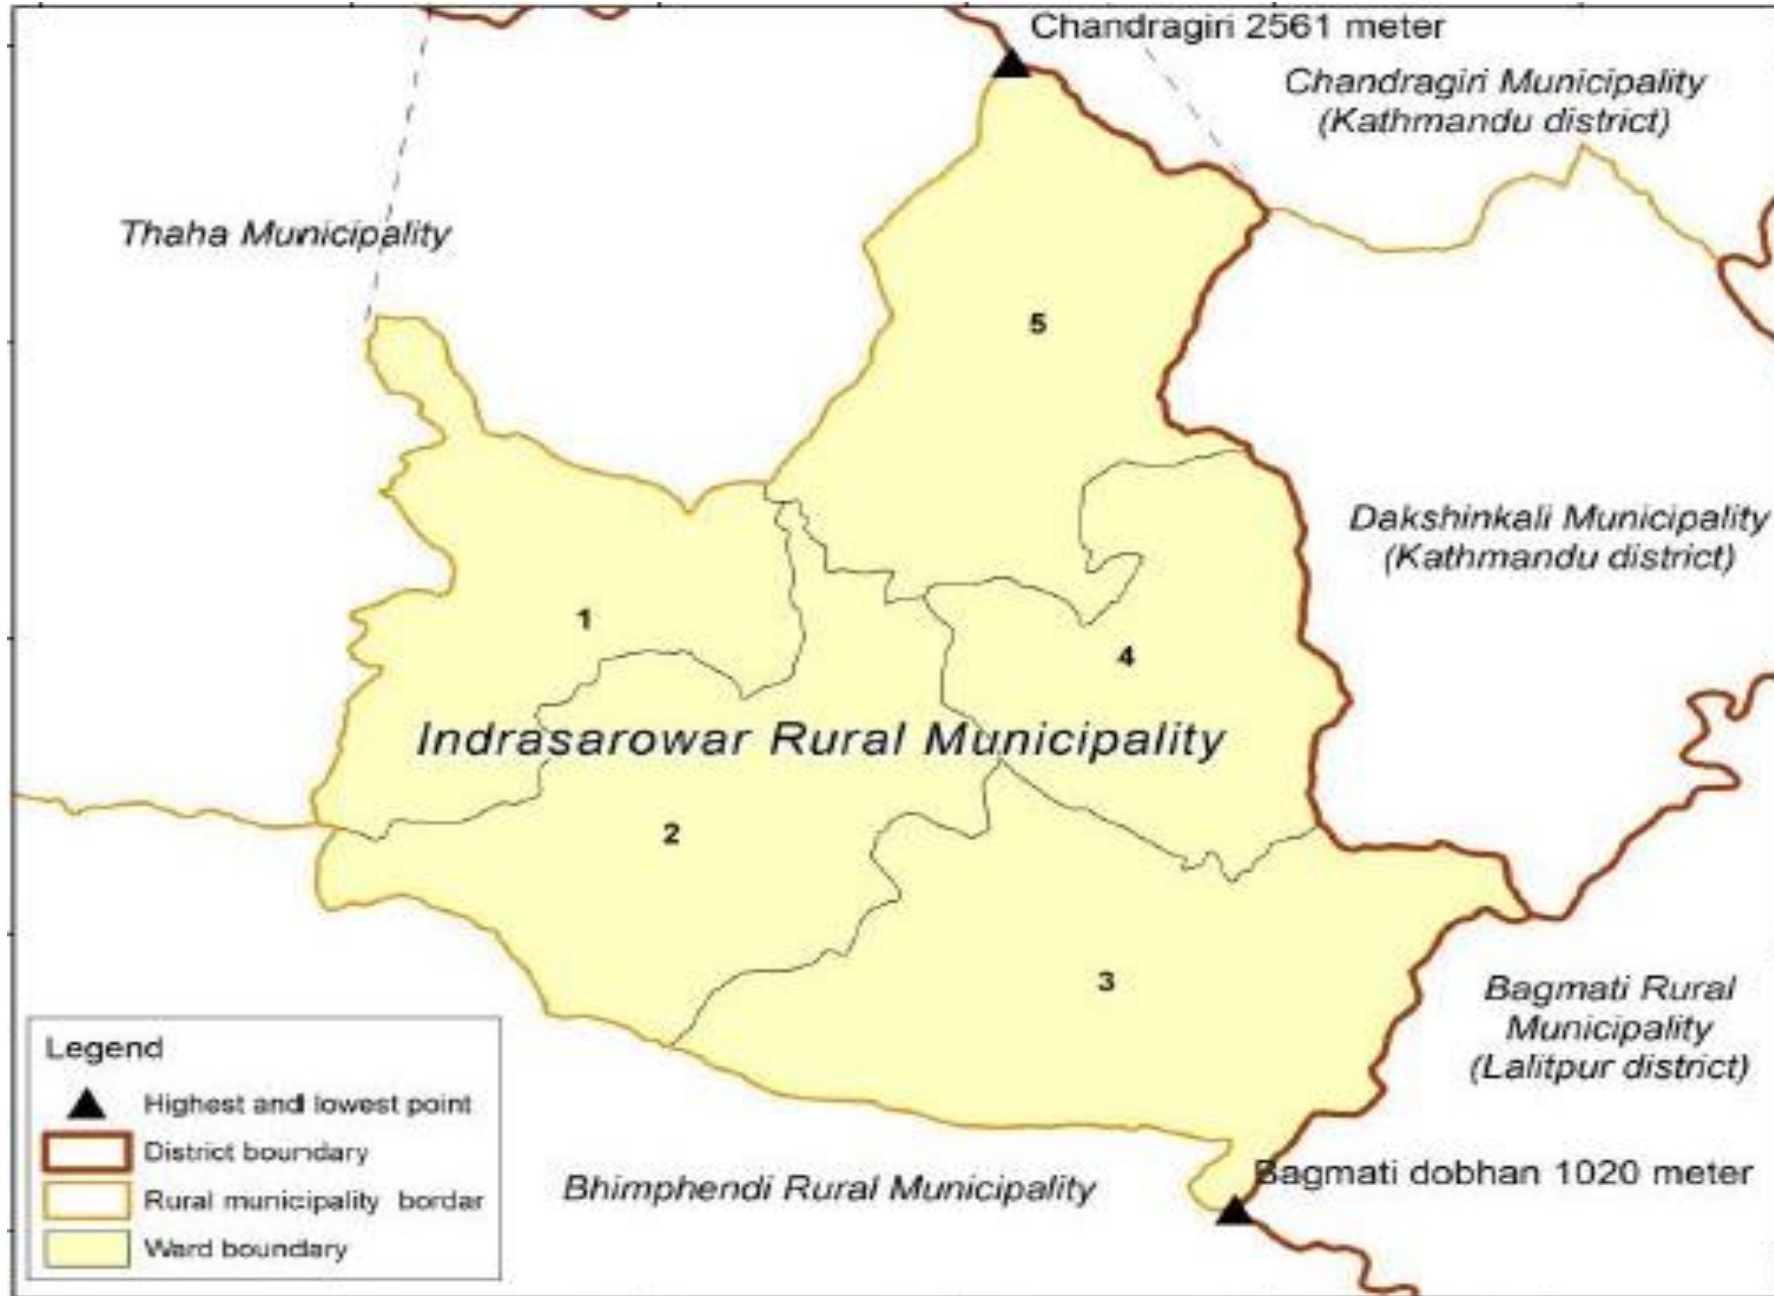 Chandragiri 2561 meter
Chandragiri Municipality
(Kathmandu district)
Thaha Municipality
5
Dakshinkali Municipality
(Kathmandu district)
1
4
Indrasarowar Rural Municipality
2
3
Bagmati Rural
Municipality
(Lalitpur district)
Legend
Highest and lowest point
District boundary
Rural municipality bordar
Ward boundary
Bhimphendi Rural Municipality
Bagmati dobhan 1020 meter